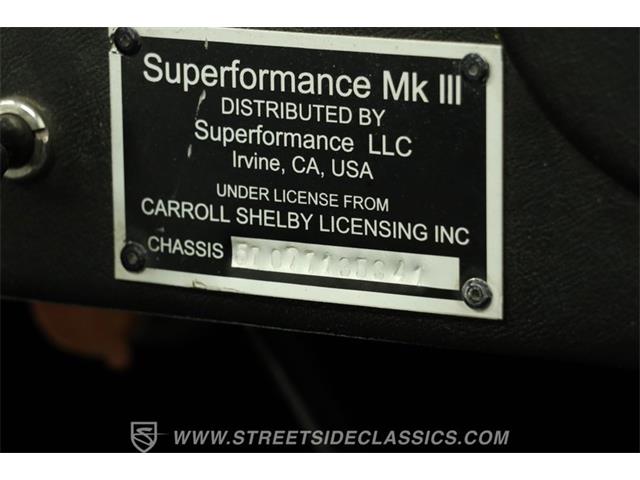 Superformance Mk III
DISTRIBUTED BY
Superformance LLC
Irvine, CA, USA
UNDER LICENSE FROM
CARROLL SHELBY LICENSING INC
CHASSIS
WWW.STREETSIDECLASSICS.COM